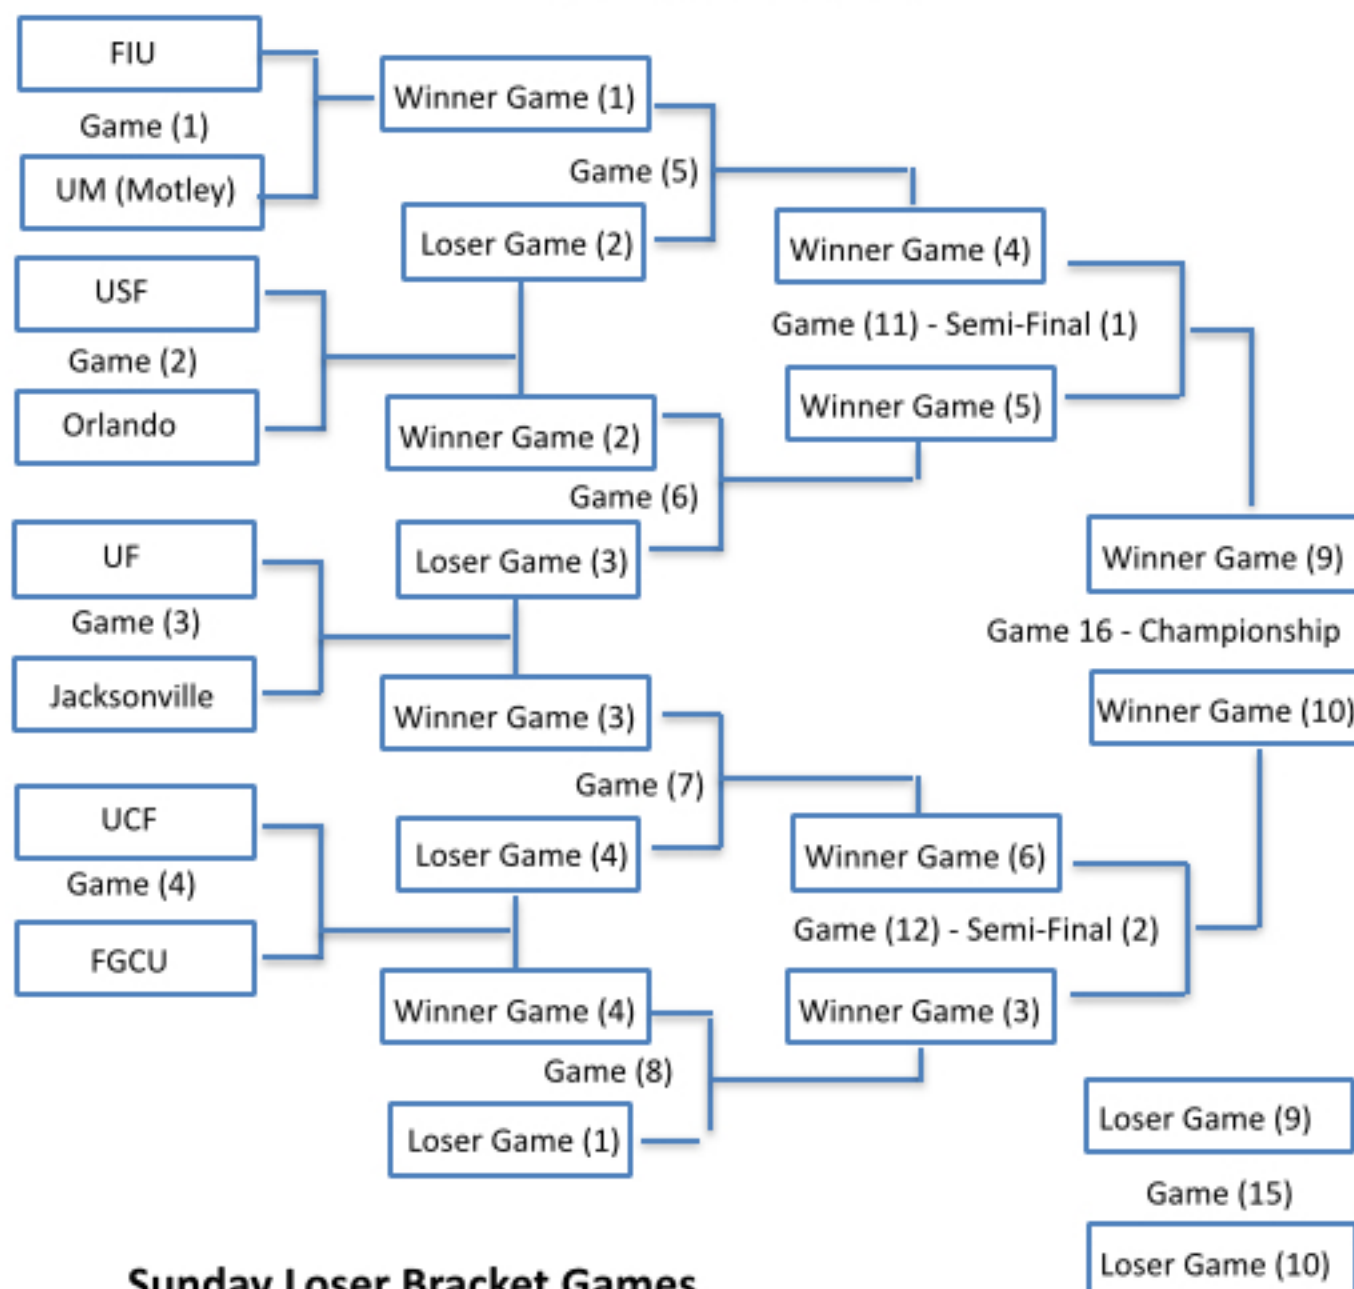 FIU
Game (1)
UM (Motley)
USF
Game (2)
Orlando
UF
Game (3)
Jacksonville
UCF
Game (4)
FGCU
Winner Game (1)
Game (5)
Loser Game (2)
Winner Game (2)
Game (6)
Loser Game (3)
Winner Game (3)
Game (7)
Loser Game (4)
Winner Game (4)
Game (8)
Loser Game (1)
Winner Game (4)
Game (11) - Semi-Final (1)
Winner Game (5)
Winner Game (6)
Game (12) - Semi-Final (2)
Winner Game (3)
Winner Game (9)
Game 16 - Championship
Winner Game (10)
Loser Game (9)
Game (15)
Loser Game (10)
Sunday Loser Bracket Games